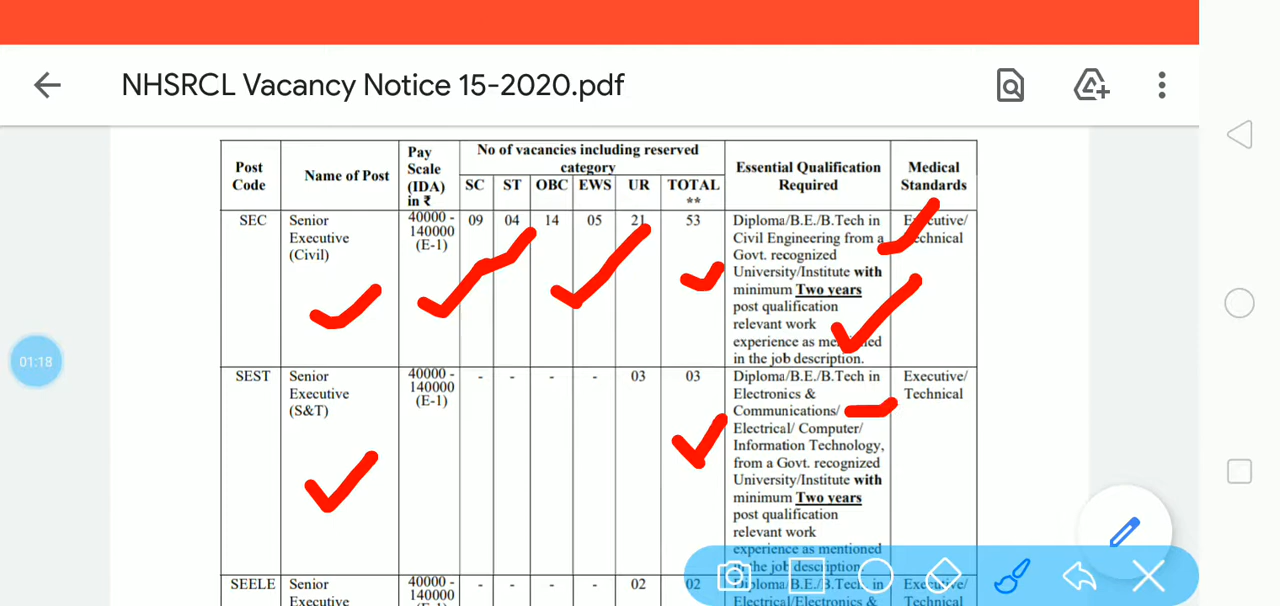 NHSRCL Vacancy Notice 15-2020.pdf
Post Code
Name of Post
Pay Scale (IDA) in ₹
No of vacancies including reserved category
SC ST OBC EWS UR TOTAL **
Essential Qualification Required
Medical Standards
SEC
Senior
Executive
(Civil)
40000 -
140000
(E-1)
09 04 14 05 21 53
Diploma/B.E./B.Tech in
Civil Engineering from a
Govt. recognized
University/Institute with
minimum Two years
post qualification
relevant work
experience as mentioned
in the job description.
Executive/
Technical
SEST
Senior
Executive
(S&T)
40000 -
140000
(E-1)
- - - - 03 03
Diploma/B.E./B.Tech in
Electronics &
Communications/
Electrical/ Computer/
Information Technology,
from a Govt. recognized
University/Institute with
minimum Two years
post qualification
relevant work
experience as mentioned
in the job description.
Executive/
Technical
SEELE
Senior
Executive
40000 -
140000
- - - - 02 02
Diploma/B.E./B.Tech in
Electrical/Electronics &
Executive/
Technical
01:18